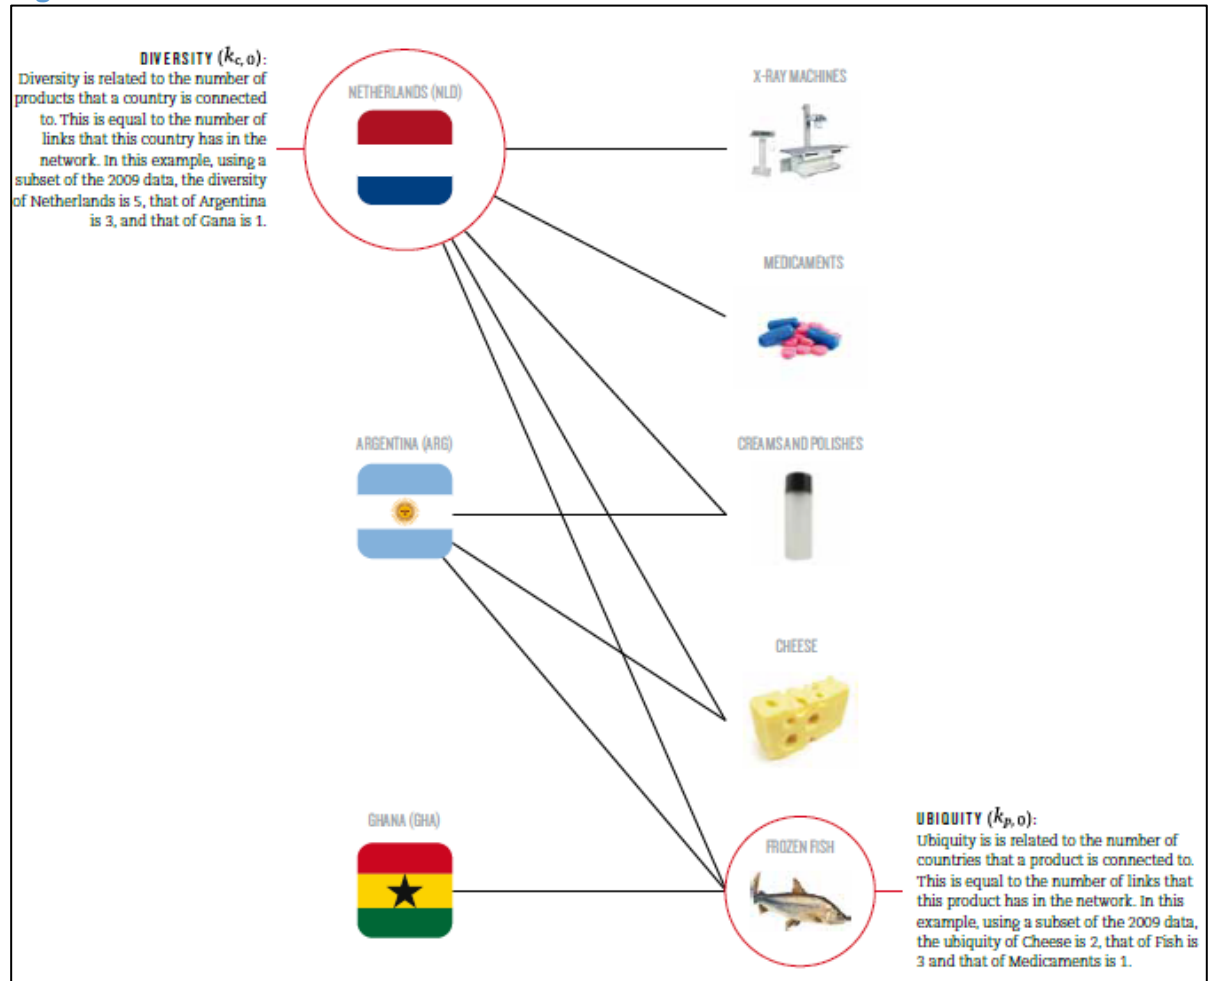 DIVERSITY (kc,0):
Diversity is related to the number of
products that a country is connected
to. This is equal to the number of
links that this country has in the
network. In this example, using a
subset of the 2009 data, the diversity
of Netherlands is 5, that of Argentina
is 3, and that of Gana is 1.
NETHERLANDS (NLD)
X-RAY MACHINES
MEDICAMENTS
ARGENTINA (ARG)
CREAMS AND POLISHES
CHEESE
GHANA (GHA)
FROZEN FISH
UBIQUITY (kp,0):
Ubiquity is is related to the number of
countries that a product is connected to.
This is equal to the number of links that
this product has in the network. In this
example, using a subset of the 2009 data,
the ubiquity of Cheese is 2, that of Fish is
3 and that of Medicaments is 1.